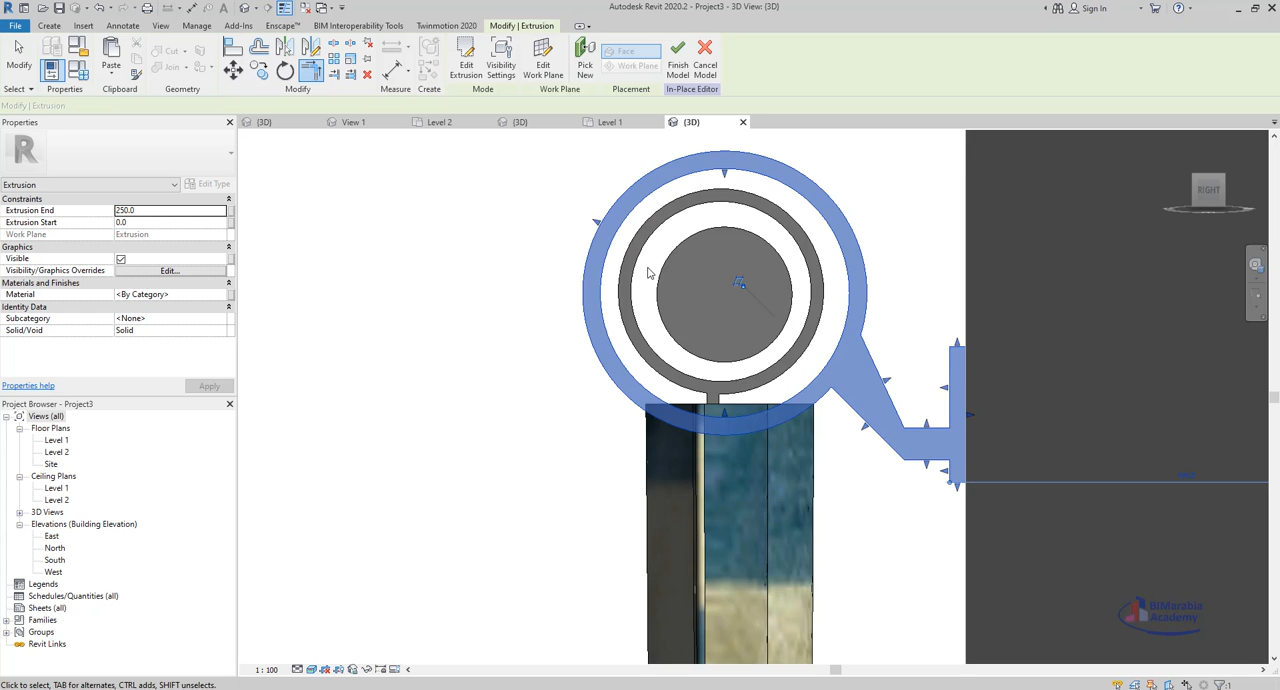 Autodesk Revit 2020.2 - Project3 - 3D View: {3D}
Sign In
File Create Insert Annotate View Manage Add-Ins Enscape™ BIM Interoperability Tools Twinmotion 2020 Modify | Extrusion
Modify
Paste
Cut
Join
Edit Extrusion
Visibility Settings
Edit Work Plane
Pick New
Face
Work Plane
Finish Model
Cancel Model
Select Properties Clipboard Geometry Modify Measure Create Mode Work Plane Placement In-Place Editor
Modify | Extrusion
Properties
{3D} View 1 Level 2 {3D} Level 1 {3D}
Extrusion
Edit Type
Constraints
Extrusion End 250.0
Extrusion Start 0.0
Work Plane Extrusion
Graphics
Visible
Visibility/Graphics Overrides Edit...
Materials and Finishes
Material <By Category>
Identity Data
Subcategory <None>
Solid/Void Solid
Properties help
Apply
Project Browser - Project3
Views (all)
Floor Plans
Level 1
Level 2
Site
Ceiling Plans
Level 1
Level 2
3D Views
Elevations (Building Elevation)
East
North
South
West
Legends
Schedules/Quantities (all)
Sheets (all)
Families
Groups
Revit Links
RIGHT
BIMarabia
Academy
1 : 100
Click to select, TAB for alternates, CTRL adds, SHIFT unselects.
:1